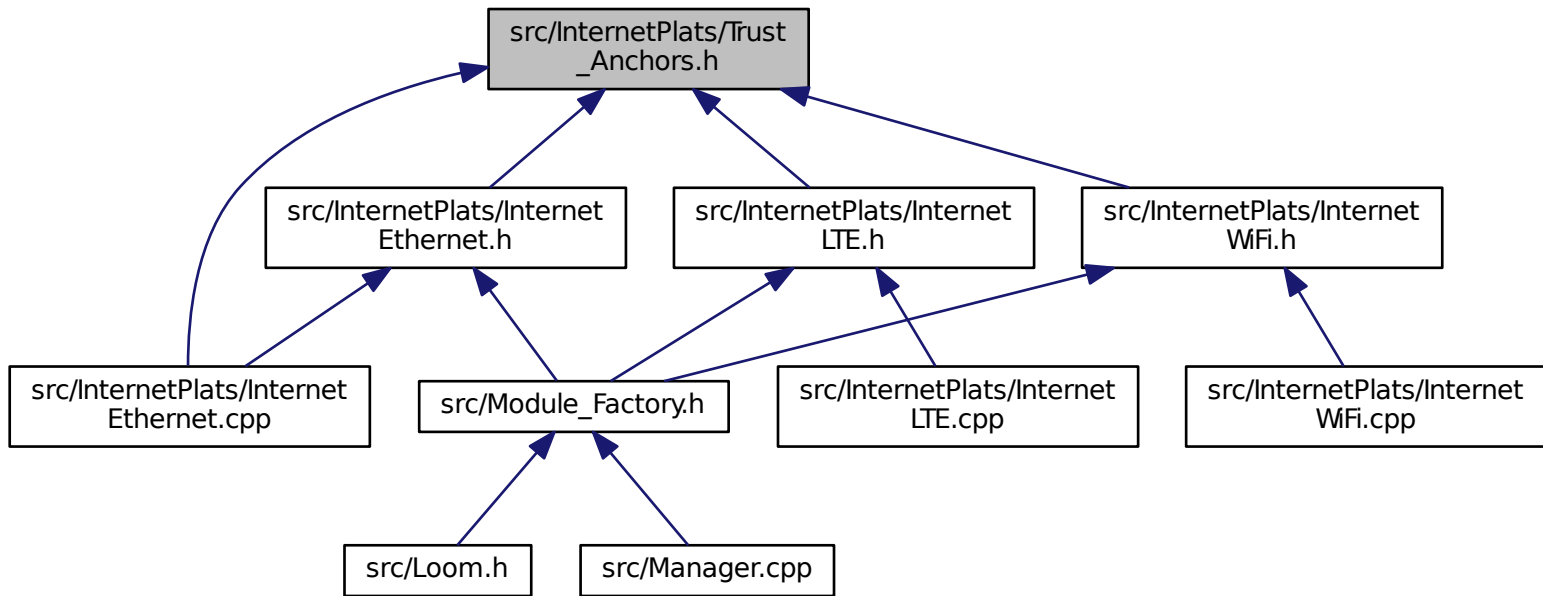 src/InternetPlats/Trust
_Anchors.h
src/InternetPlats/Internet
Ethernet.h
src/InternetPlats/Internet
LTE.h
src/InternetPlats/Internet
WiFi.h
src/InternetPlats/Internet
Ethernet.cpp
src/Module_Factory.h
src/InternetPlats/Internet
LTE.cpp
src/InternetPlats/Internet
WiFi.cpp
src/Loom.h
src/Manager.cpp